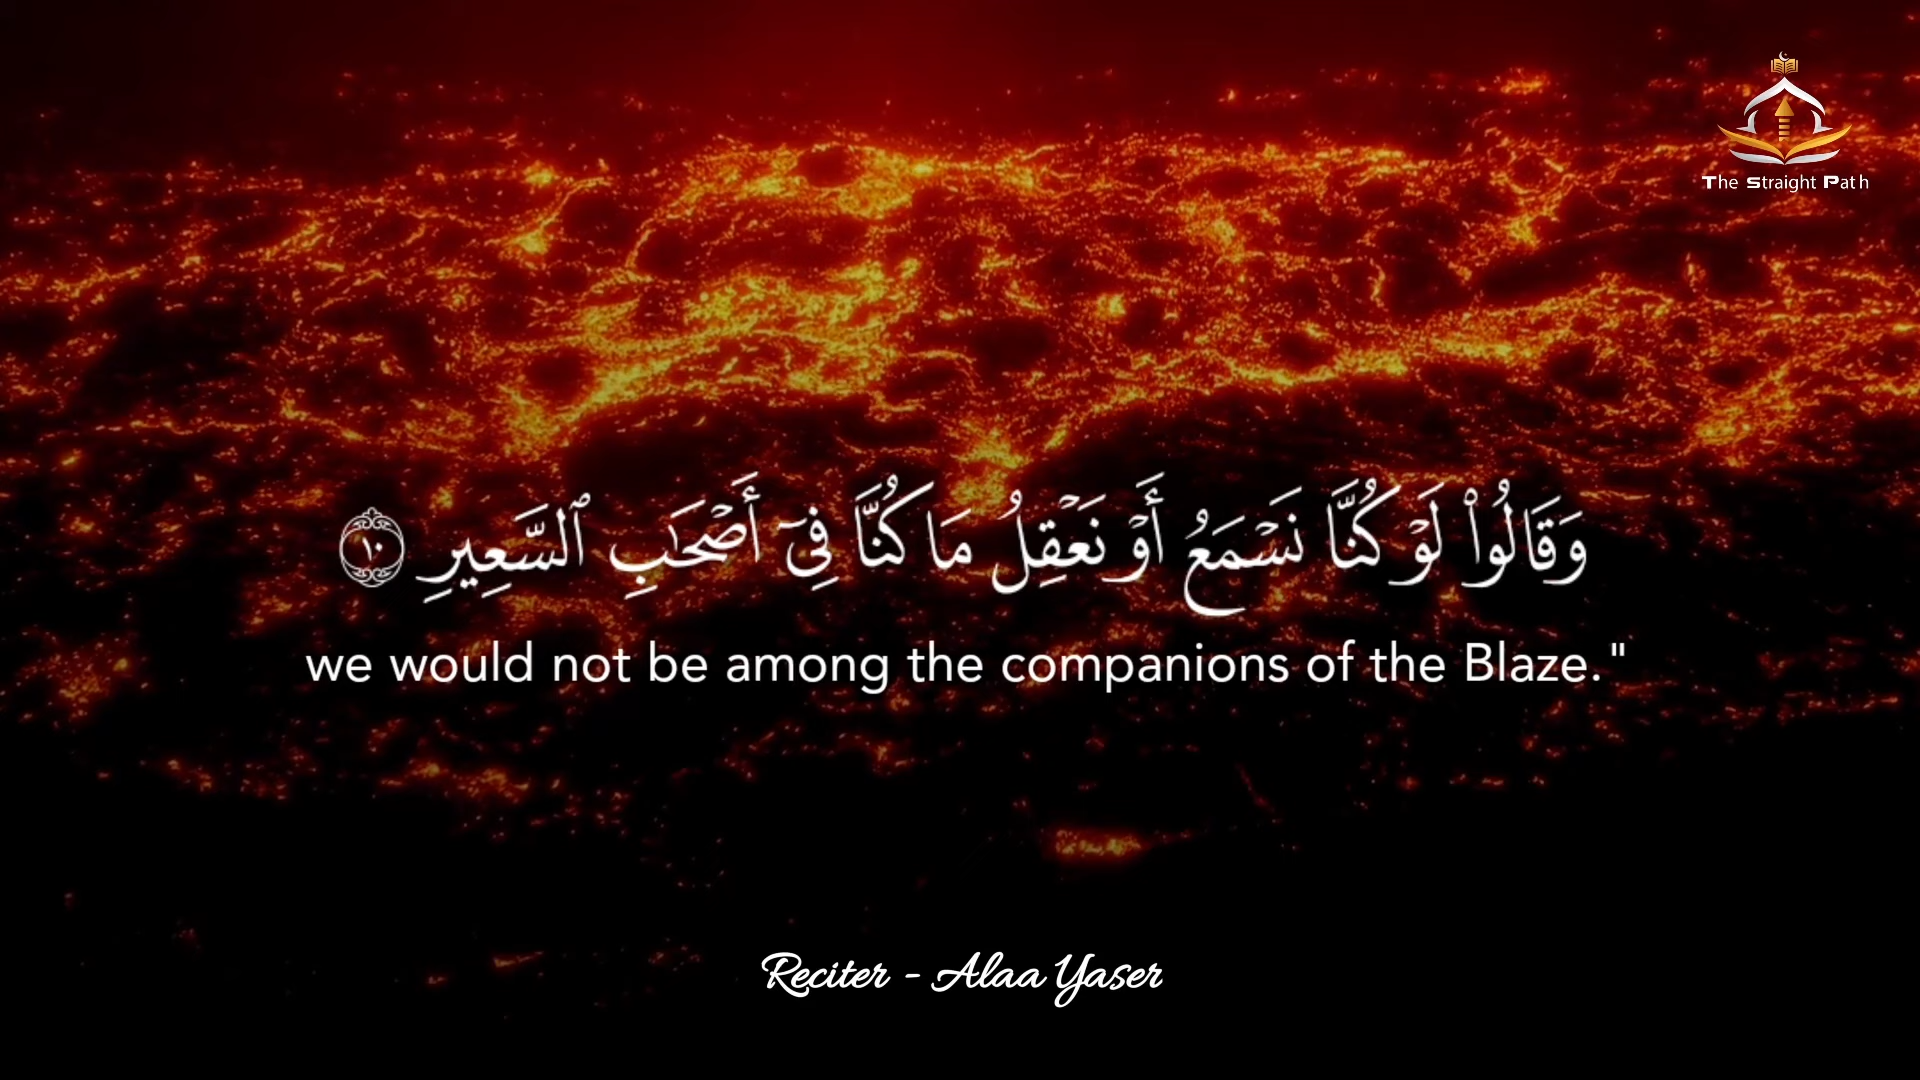 The Straight Path
وَقَالُوا۟ لَوْ كُنَّا نَسْمَعُ أَوْ نَعْقِلُ مَا كُنَّا فِىٓ أَصْحَـٰبِ ٱلسَّعِيرِ ١٠
we would not be among the companions of the Blaze."
Reciter - Alaa Yaser